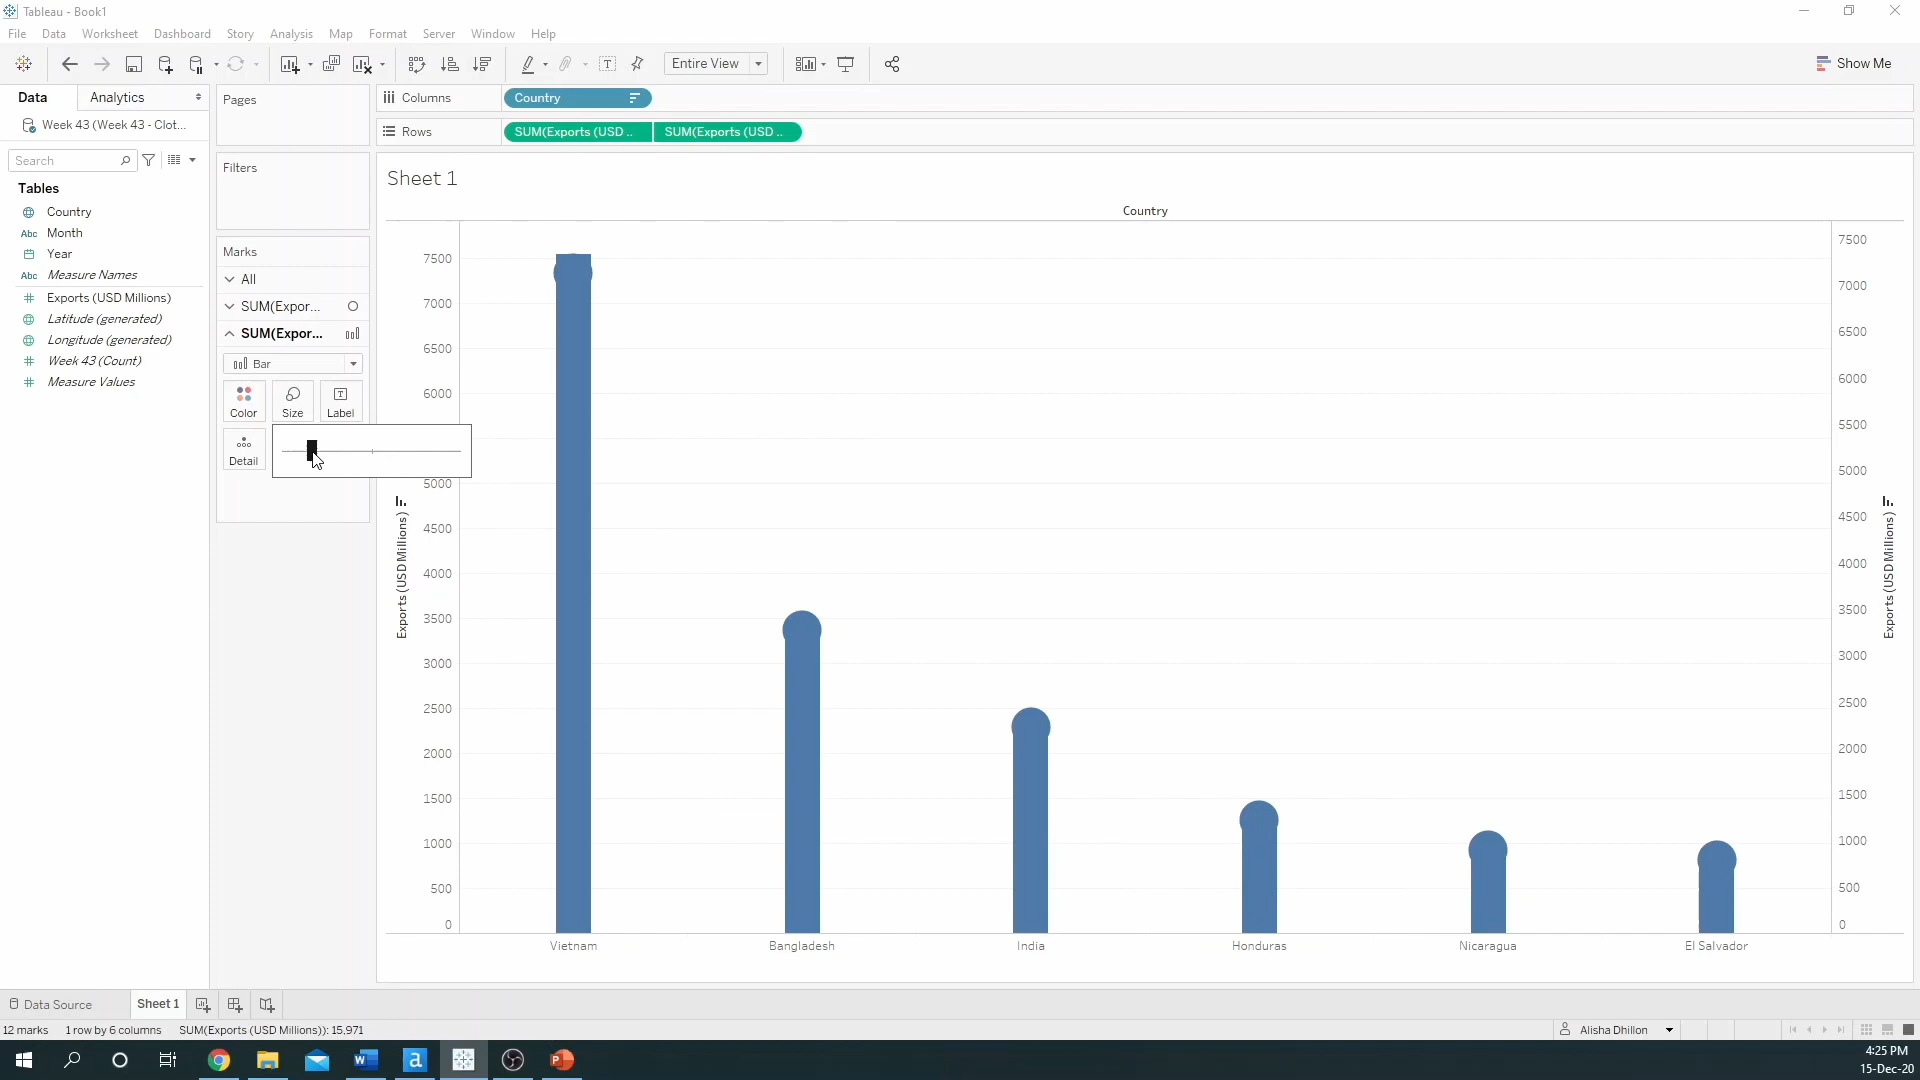 Tableau - Book1
File Data Worksheet Dashboard Story Analysis Map Format Server Window Help
Entire View
Show Me
Data Analytics
Week 43 (Week 43 - Clot...
Search
Tables
Country
Abc Month
Year
Abc Measure Names
Exports (USD Millions)
Latitude (generated)
Longitude (generated)
Week 43 (Count)
Measure Values
Pages
Filters
Marks
All
SUM(Expor...
SUM(Expor...
Bar
Color Size Label
Detail
Columns Country
Rows SUM(Exports (USD .. SUM(Exports (USD ..
Sheet 1
Country
7500
7000
6500
6000
5000
4500
4000
3500
3000
2500
2000
1500
1000
500
0
Exports (USD Millions)
7500
7000
6500
6000
5500
5000
4500
4000
3500
3000
2500
2000
1500
1000
500
0
Exports (USD Millions)
Vietnam Bangladesh India Honduras Nicaragua El Salvador
Data Source Sheet 1
12 marks 1 row by 6 columns SUM(Exports (USD Millions)): 15,971
Alisha Dhillon
4:25 PM
15-Dec-20